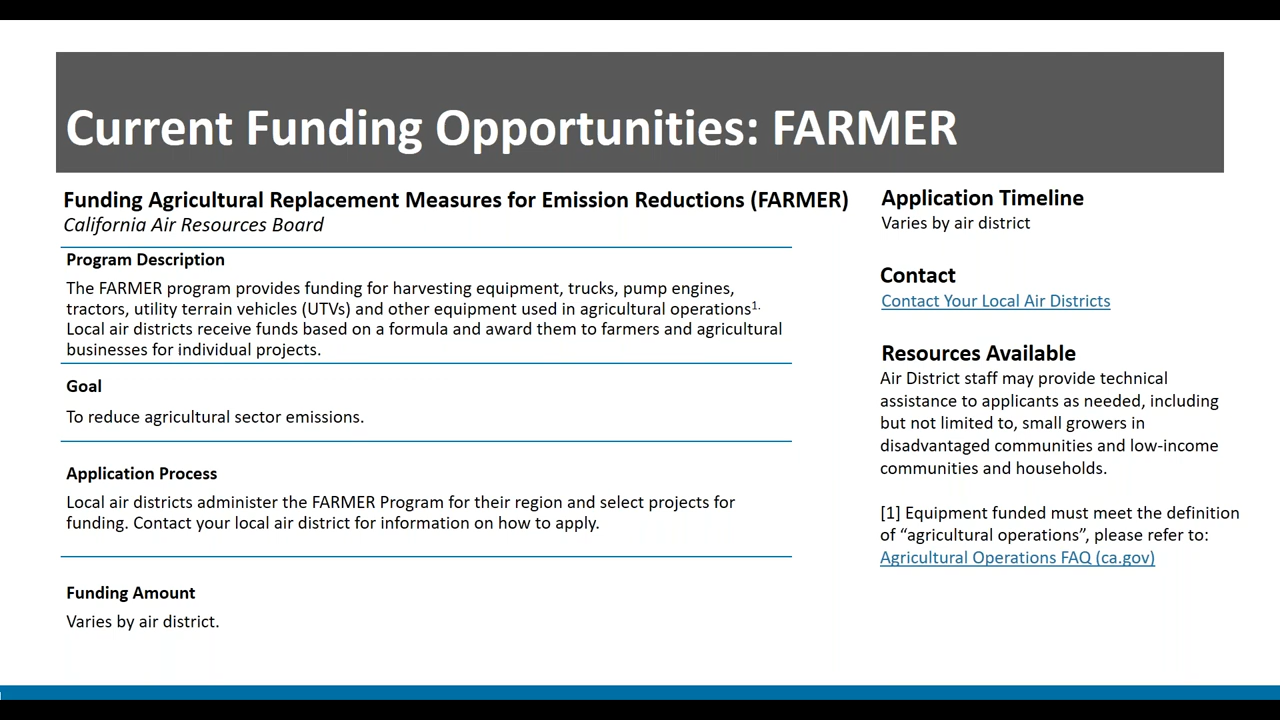 Current Funding Opportunities: FARMER
Funding Agricultural Replacement Measures for Emission Reductions (FARMER)
California Air Resources Board
Program Description
The FARMER program provides funding for harvesting equipment, trucks, pump engines,
tractors, utility terrain vehicles (UTVs) and other equipment used in agricultural operations¹·
Local air districts receive funds based on a formula and award them to farmers and agricultural
businesses for individual projects.
Goal
To reduce agricultural sector emissions.
Application Process
Local air districts administer the FARMER Program for their region and select projects for
funding. Contact your local air district for information on how to apply.
Funding Amount
Varies by air district.
Application Timeline
Varies by air district
Contact
Contact Your Local Air Districts
Resources Available
Air District staff may provide technical
assistance to applicants as needed, including
but not limited to, small growers in
disadvantaged communities and low-income
communities and households.
[1] Equipment funded must meet the definition
of “agricultural operations”, please refer to:
Agricultural Operations FAQ (ca.gov)